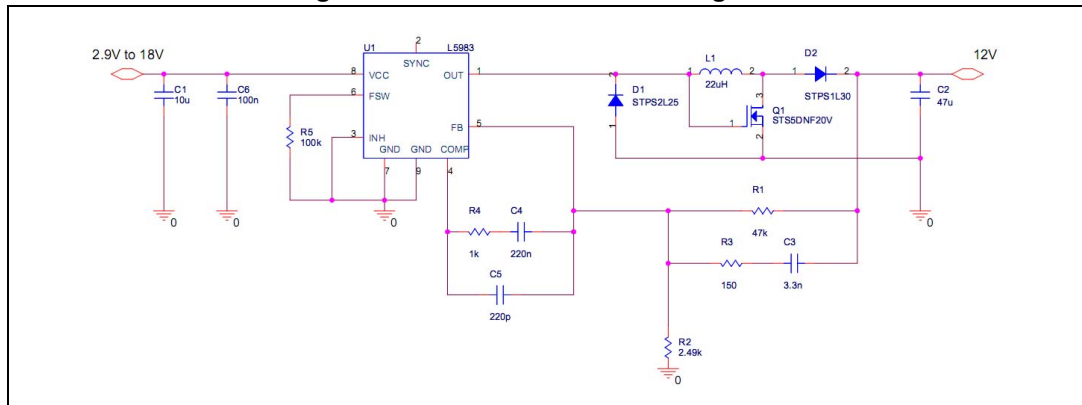 2.9V to 18V
U1
L5983
2
SYNC
8
VCC
OUT
1
6
FSW
3
INH
FB
5
GND
GND
COMP
7
9
4
C1
10u
C6
100n
R5
100k
0
0
0
R4
1k
C4
220n
C5
220p
D1
STPS2L25
2
1
L1
1
2
22uH
D2
1
2
STPS1L30
Q1
STS5DNF20V
3
1
2
12V
C2
47u
0
R1
47k
R3
150
C3
3.3n
R2
2.49k
0